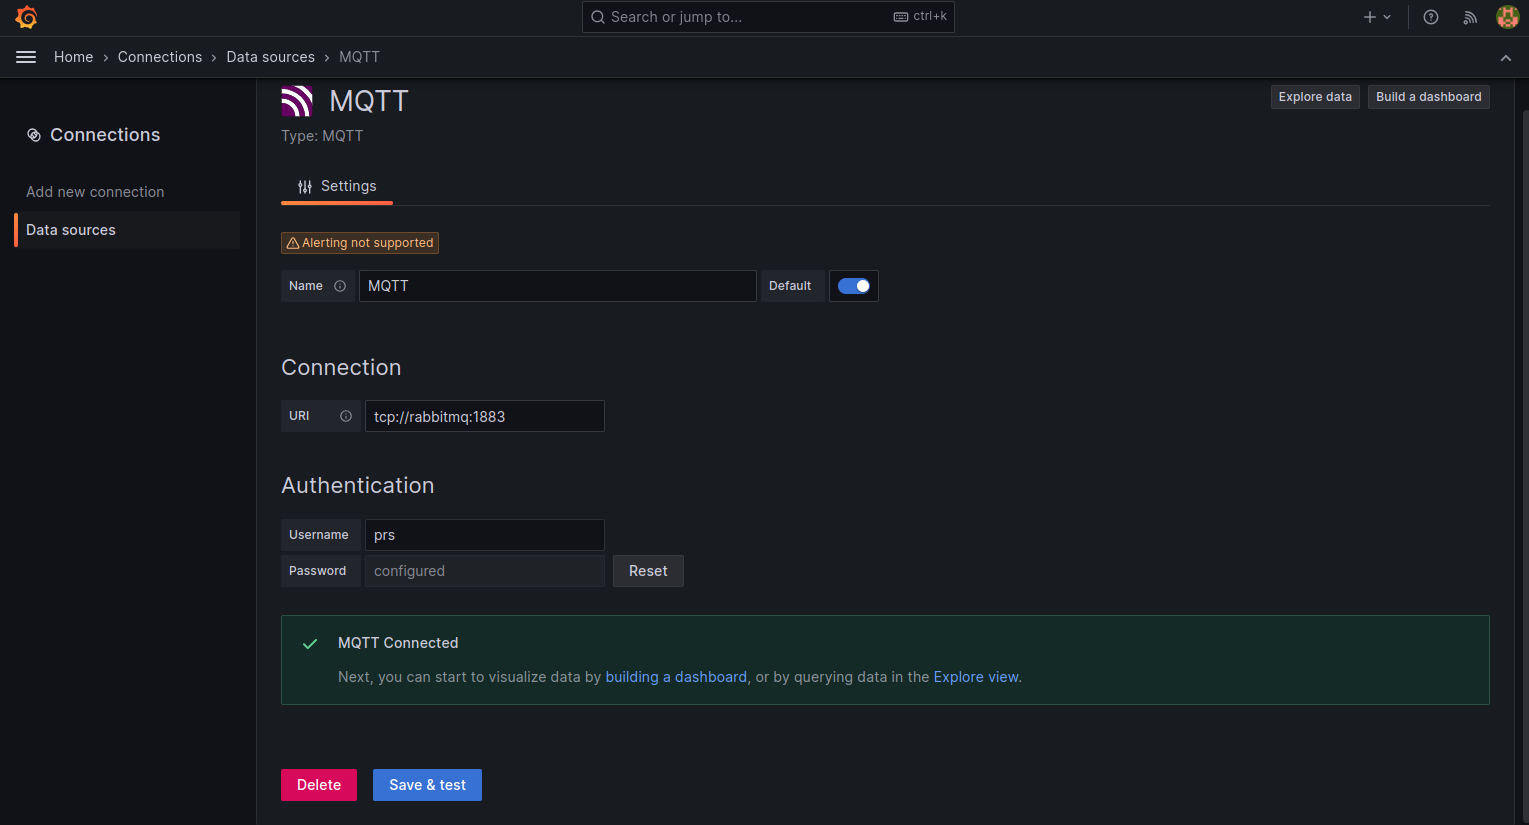 Search or jump to...
ctrl+k
Home › Connections › Data sources › MQTT
Connections
Add new connection
Data sources
MQTT
Explore data
Build a dashboard
Type: MQTT
Settings
Alerting not supported
Name
MQTT
Default
Connection
URI
tcp://rabbitmq:1883
Authentication
Username
prs
Password
configured
Reset
MQTT Connected
Next, you can start to visualize data by building a dashboard, or by querying data in the Explore view.
Delete
Save & test